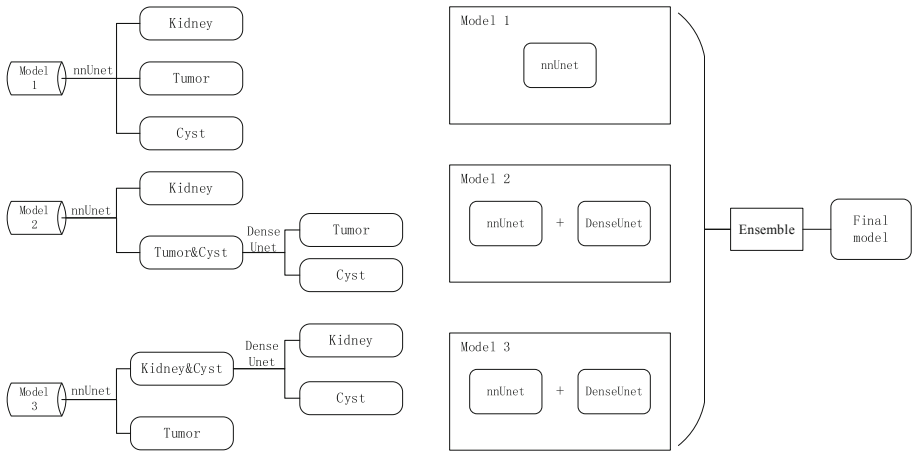 Model
1
nnUnet
Kidney
Tumor
Cyst
Model
2
nnUnet
Kidney
Tumor&Cyst
Dense
Unet
Tumor
Cyst
Model
3
nnUnet
Kidney&Cyst
Tumor
Dense
Unet
Kidney
Cyst
Model 1
nnUnet
Model 2
nnUnet + DenseUnet
Model 3
nnUnet + DenseUnet
Ensemble
Final
model